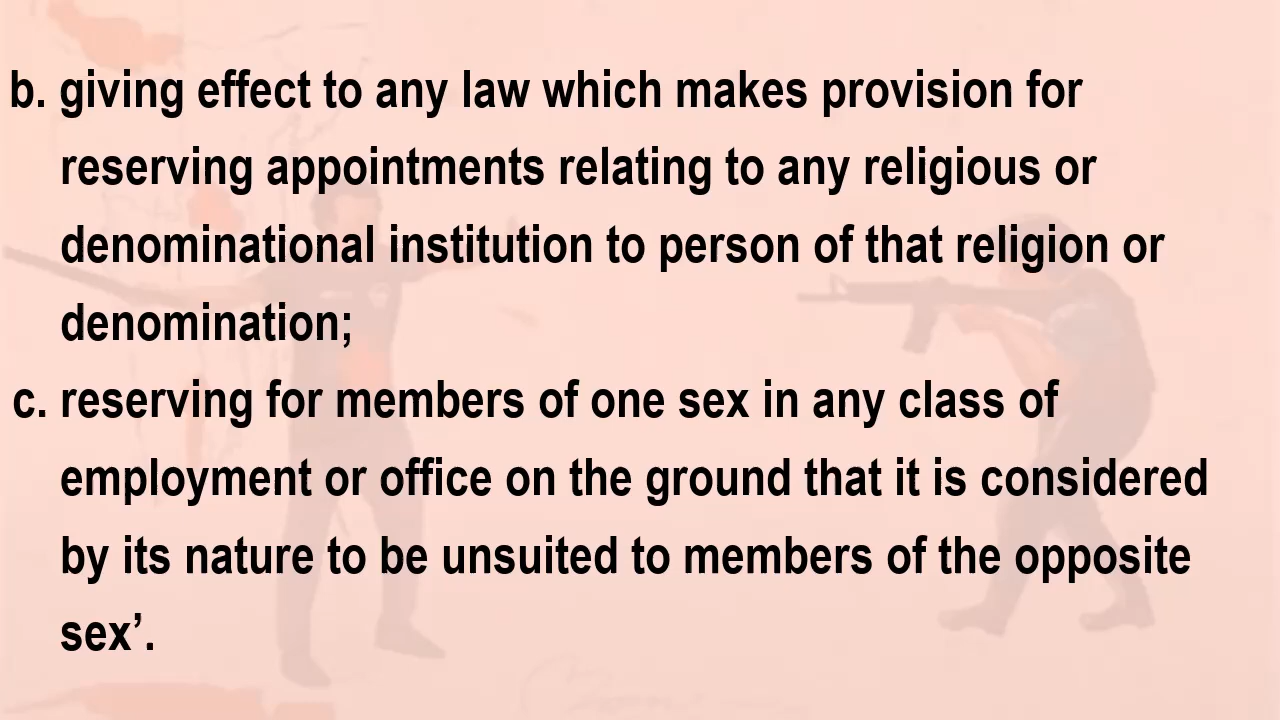 b. giving effect to any law which makes provision for
reserving appointments relating to any religious or
denominational institution to person of that religion or
denomination;
c. reserving for members of one sex in any class of
employment or office on the ground that it is considered
by its nature to be unsuited to members of the opposite
sex’.